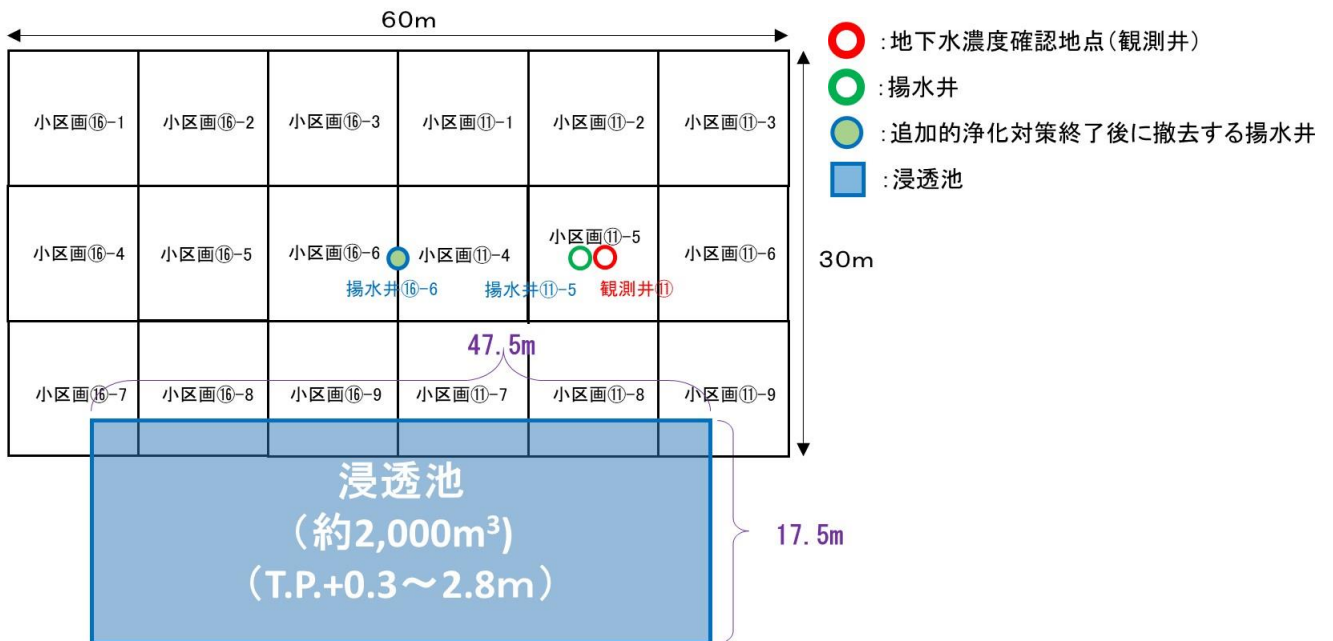 60m
:地下水濃度確認地点(観測井)
:揚水井
:追加的浄化対策終了後に撤去する揚水井
:浸透池
小区画⑯-1 小区画⑯-2 小区画⑯-3 小区画⑪-1 小区画⑪-2 小区画⑪-3
小区画⑯-4 小区画⑯-5 小区画⑯-6 小区画⑪-4 小区画⑪-5 小区画⑪-6
30m
揚水井⑯-6 揚水井⑪-5 観測井⑪
47.5m
小区画⑯-7 小区画⑯-8 小区画⑯-9 小区画⑪-7 小区画⑪-8 小区画⑪-9
浸透池
(約2,000m³)
(T.P.+0.3~2.8m)
17.5m